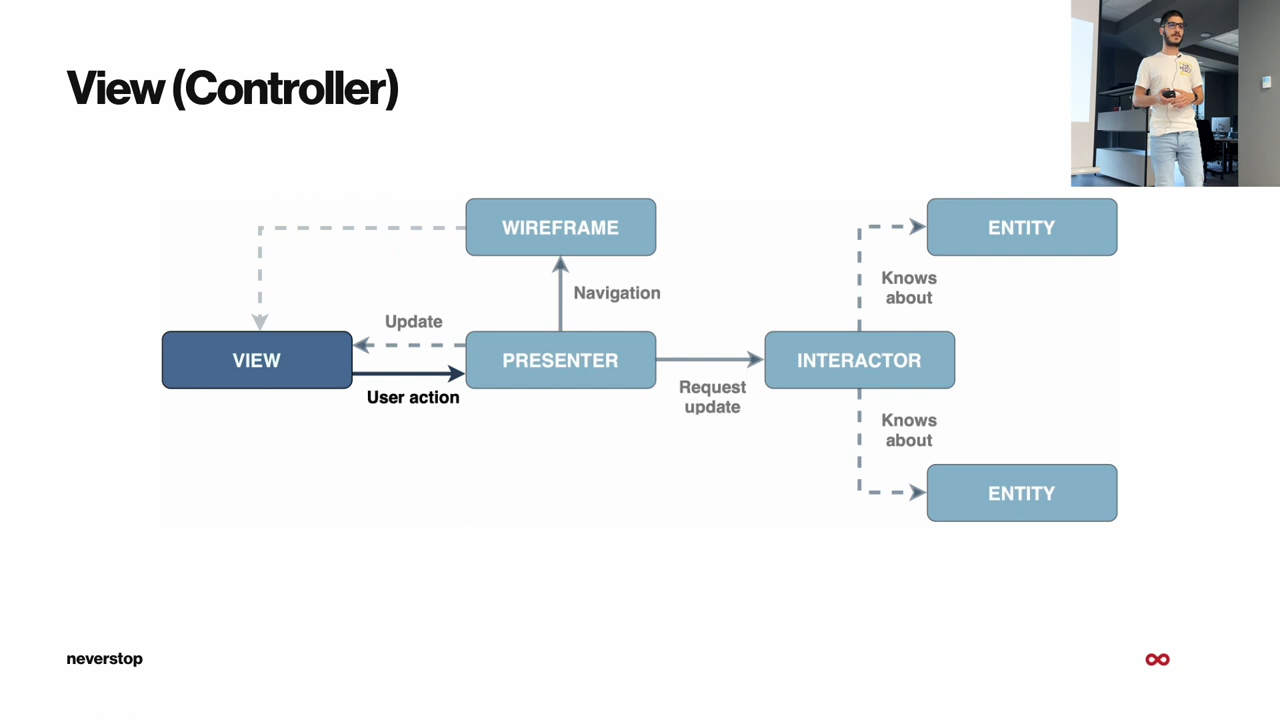 View (Controller)
WIREFRAME
ENTITY
Navigation
Knows
about
Update
VIEW
PRESENTER
INTERACTOR
User action
Request
update
Knows
about
ENTITY
neverstop